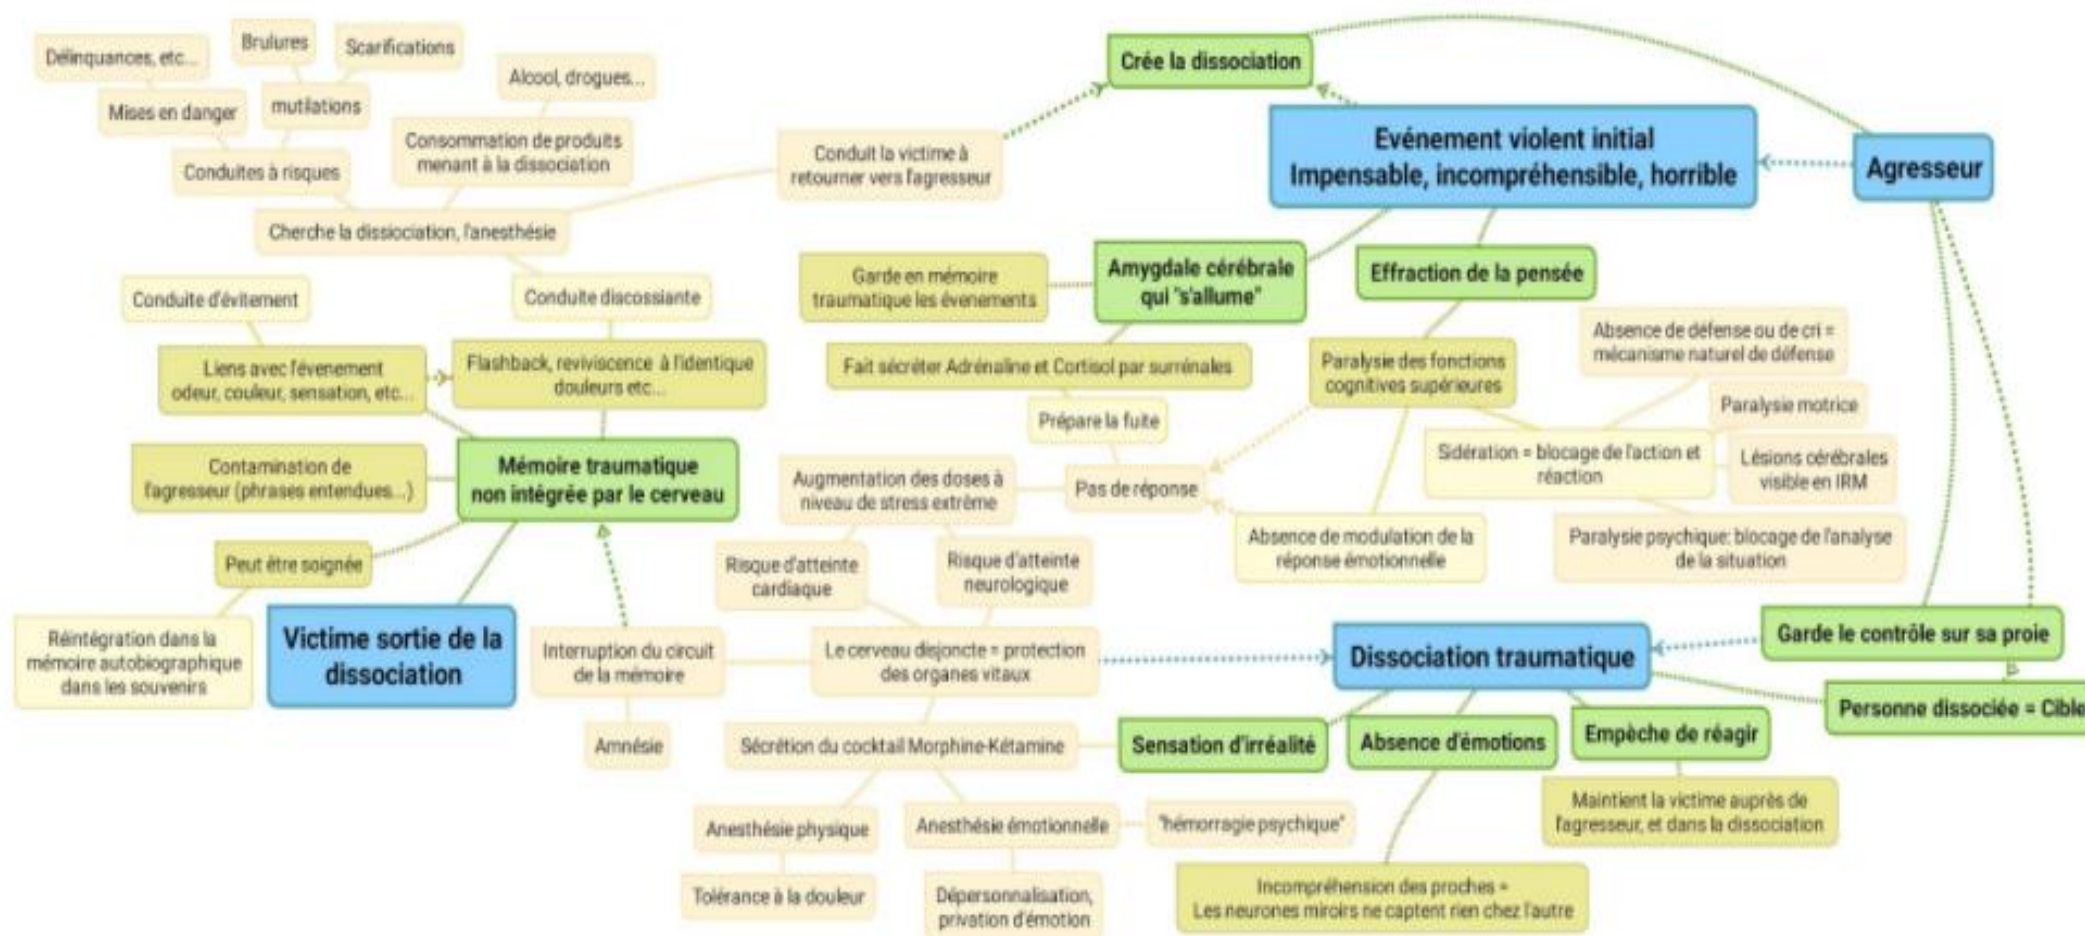 Délinquances, etc...
Brulures
Scarifications
Mises en danger
mutilations
Alcool, drogues...
Conduites à risques
Consommation de produits
menant à la dissociation
Cherche la dissiociation, l'anesthésie
Conduit la victime à
retourner vers l'agresseur
Crée la dissociation
Evénement violent initial
Impensable, incompréhensible, horrible
Agresseur
Conduite d'évitement
Conduite discossiante
Garde en mémoire
traumatique les évenements
Amygdale cérébrale
qui "s'allume"
Effraction de la pensée
Liens avec l'évenement
odeur, couleur, sensation, etc...
Flashback, reviviscence à l'identique
douleurs etc...
Fait sécréter Adrénaline et Cortisol par surrénales
Paralysie des fonctions
cognitives supérieures
Absence de défense ou de cri =
mécanisme naturel de défense
Prépare la fuite
Paralysie motrice
Contamination de
l'agresseur (phrases entendues...)
Mémoire traumatique
non intégrée par le cerveau
Augmentation des doses à
niveau de stress extrême
Pas de réponse
Sidération = blocage de l'action et
réaction
Lésions cérébrales
visible en IRM
Peut être soignée
Risque d'atteinte
cardiaque
Risque d'atteinte
neurologique
Absence de modulation de la
réponse émotionnelle
Paralysie psychique: blocage de l'analyse
de la situation
Réintégration dans la
mémoire autobiographique
dans les souvenirs
Victime sortie de la
dissociation
Interruption du circuit
de la mémoire
Le cerveau disjoncte = protection
des organes vitaux
Dissociation traumatique
Garde le contrôle sur sa proie
Personne dissociée = Cible
Amnésie
Sécrétion du cocktail Morphine-Kétamine
Sensation d'irréalité
Absence d'émotions
Empèche de réagir
Anesthésie physique
Anesthésie émotionnelle
"hémorragie psychique"
Maintient la victime auprès de
l'agresseur, et dans la dissociation
Tolérance à la douleur
Dépersonnalisation,
privation d'émotion
Incompréhension des proches =
Les neurones miroirs ne captent rien chez l'autre